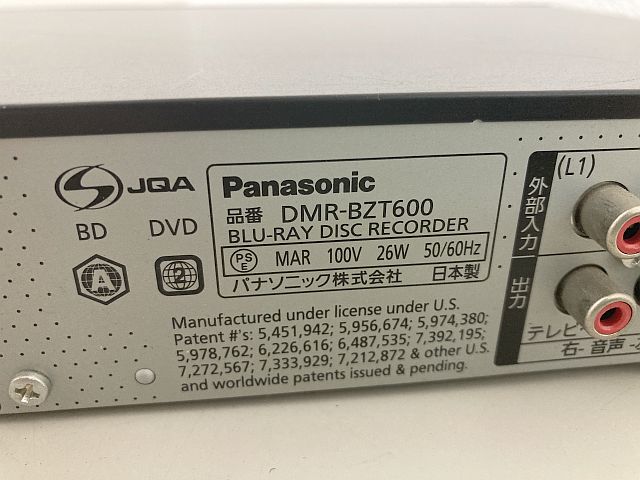 JQA
BD DVD
A 2
Panasonic
品番 DMR-BZT600
BLU-RAY DISC RECORDER
PS E MAR 100V 26W 50/60Hz
パナソニック株式会社 日本製
Manufactured under license under U.S.
Patent #'s: 5,451,942; 5,956,674; 5,974,380;
5,978,762; 6,226,616; 6,487,535; 7,392,195;
7,272,567; 7,333,929; 7,212,872 & other U.S.
and worldwide patents issued & pending.
(L1)
外部入力
出力
テレビ
右-音声-